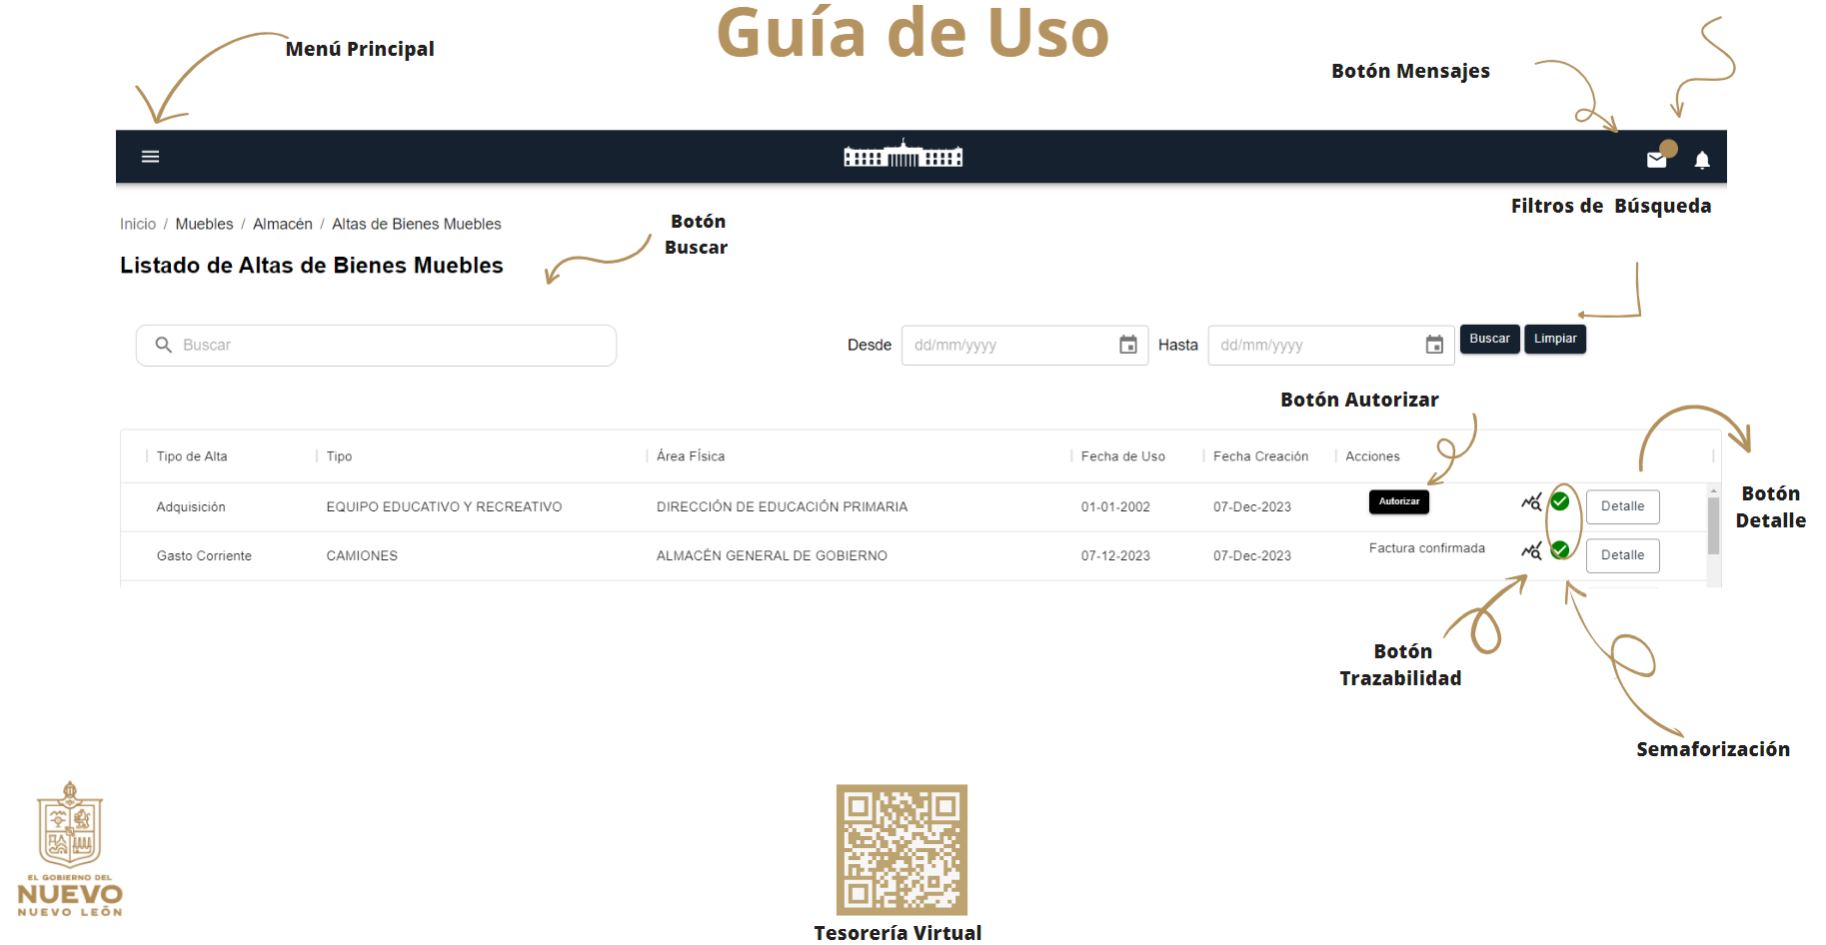 Guía de Uso
Menú Principal
Botón Mensajes
Filtros de Búsqueda
Inicio / Muebles / Almacén / Altas de Bienes Muebles
Botón
Buscar
Listado de Altas de Bienes Muebles
Buscar
Desde dd/mm/yyyy Hasta dd/mm/yyyy Buscar Limpiar
Botón Autorizar
Tipo de Alta Tipo Área FÍsica Fecha de Uso Fecha Creación Acciones
Adquisición EQUIPO EDUCATIVO Y RECREATIVO DIRECCIÓN DE EDUCACIÓN PRIMARIA 01-01-2002 07-Dec-2023 Autorizar Detalle
Gasto Corriente CAMIONES ALMACÉN GENERAL DE GOBIERNO 07-12-2023 07-Dec-2023 Factura confirmada Detalle
Botón
Detalle
Botón
Trazabilidad
Semaforización
EL GOBIERNO DEL
NUEVO
NUEVO LEÓN
Tesorería Virtual